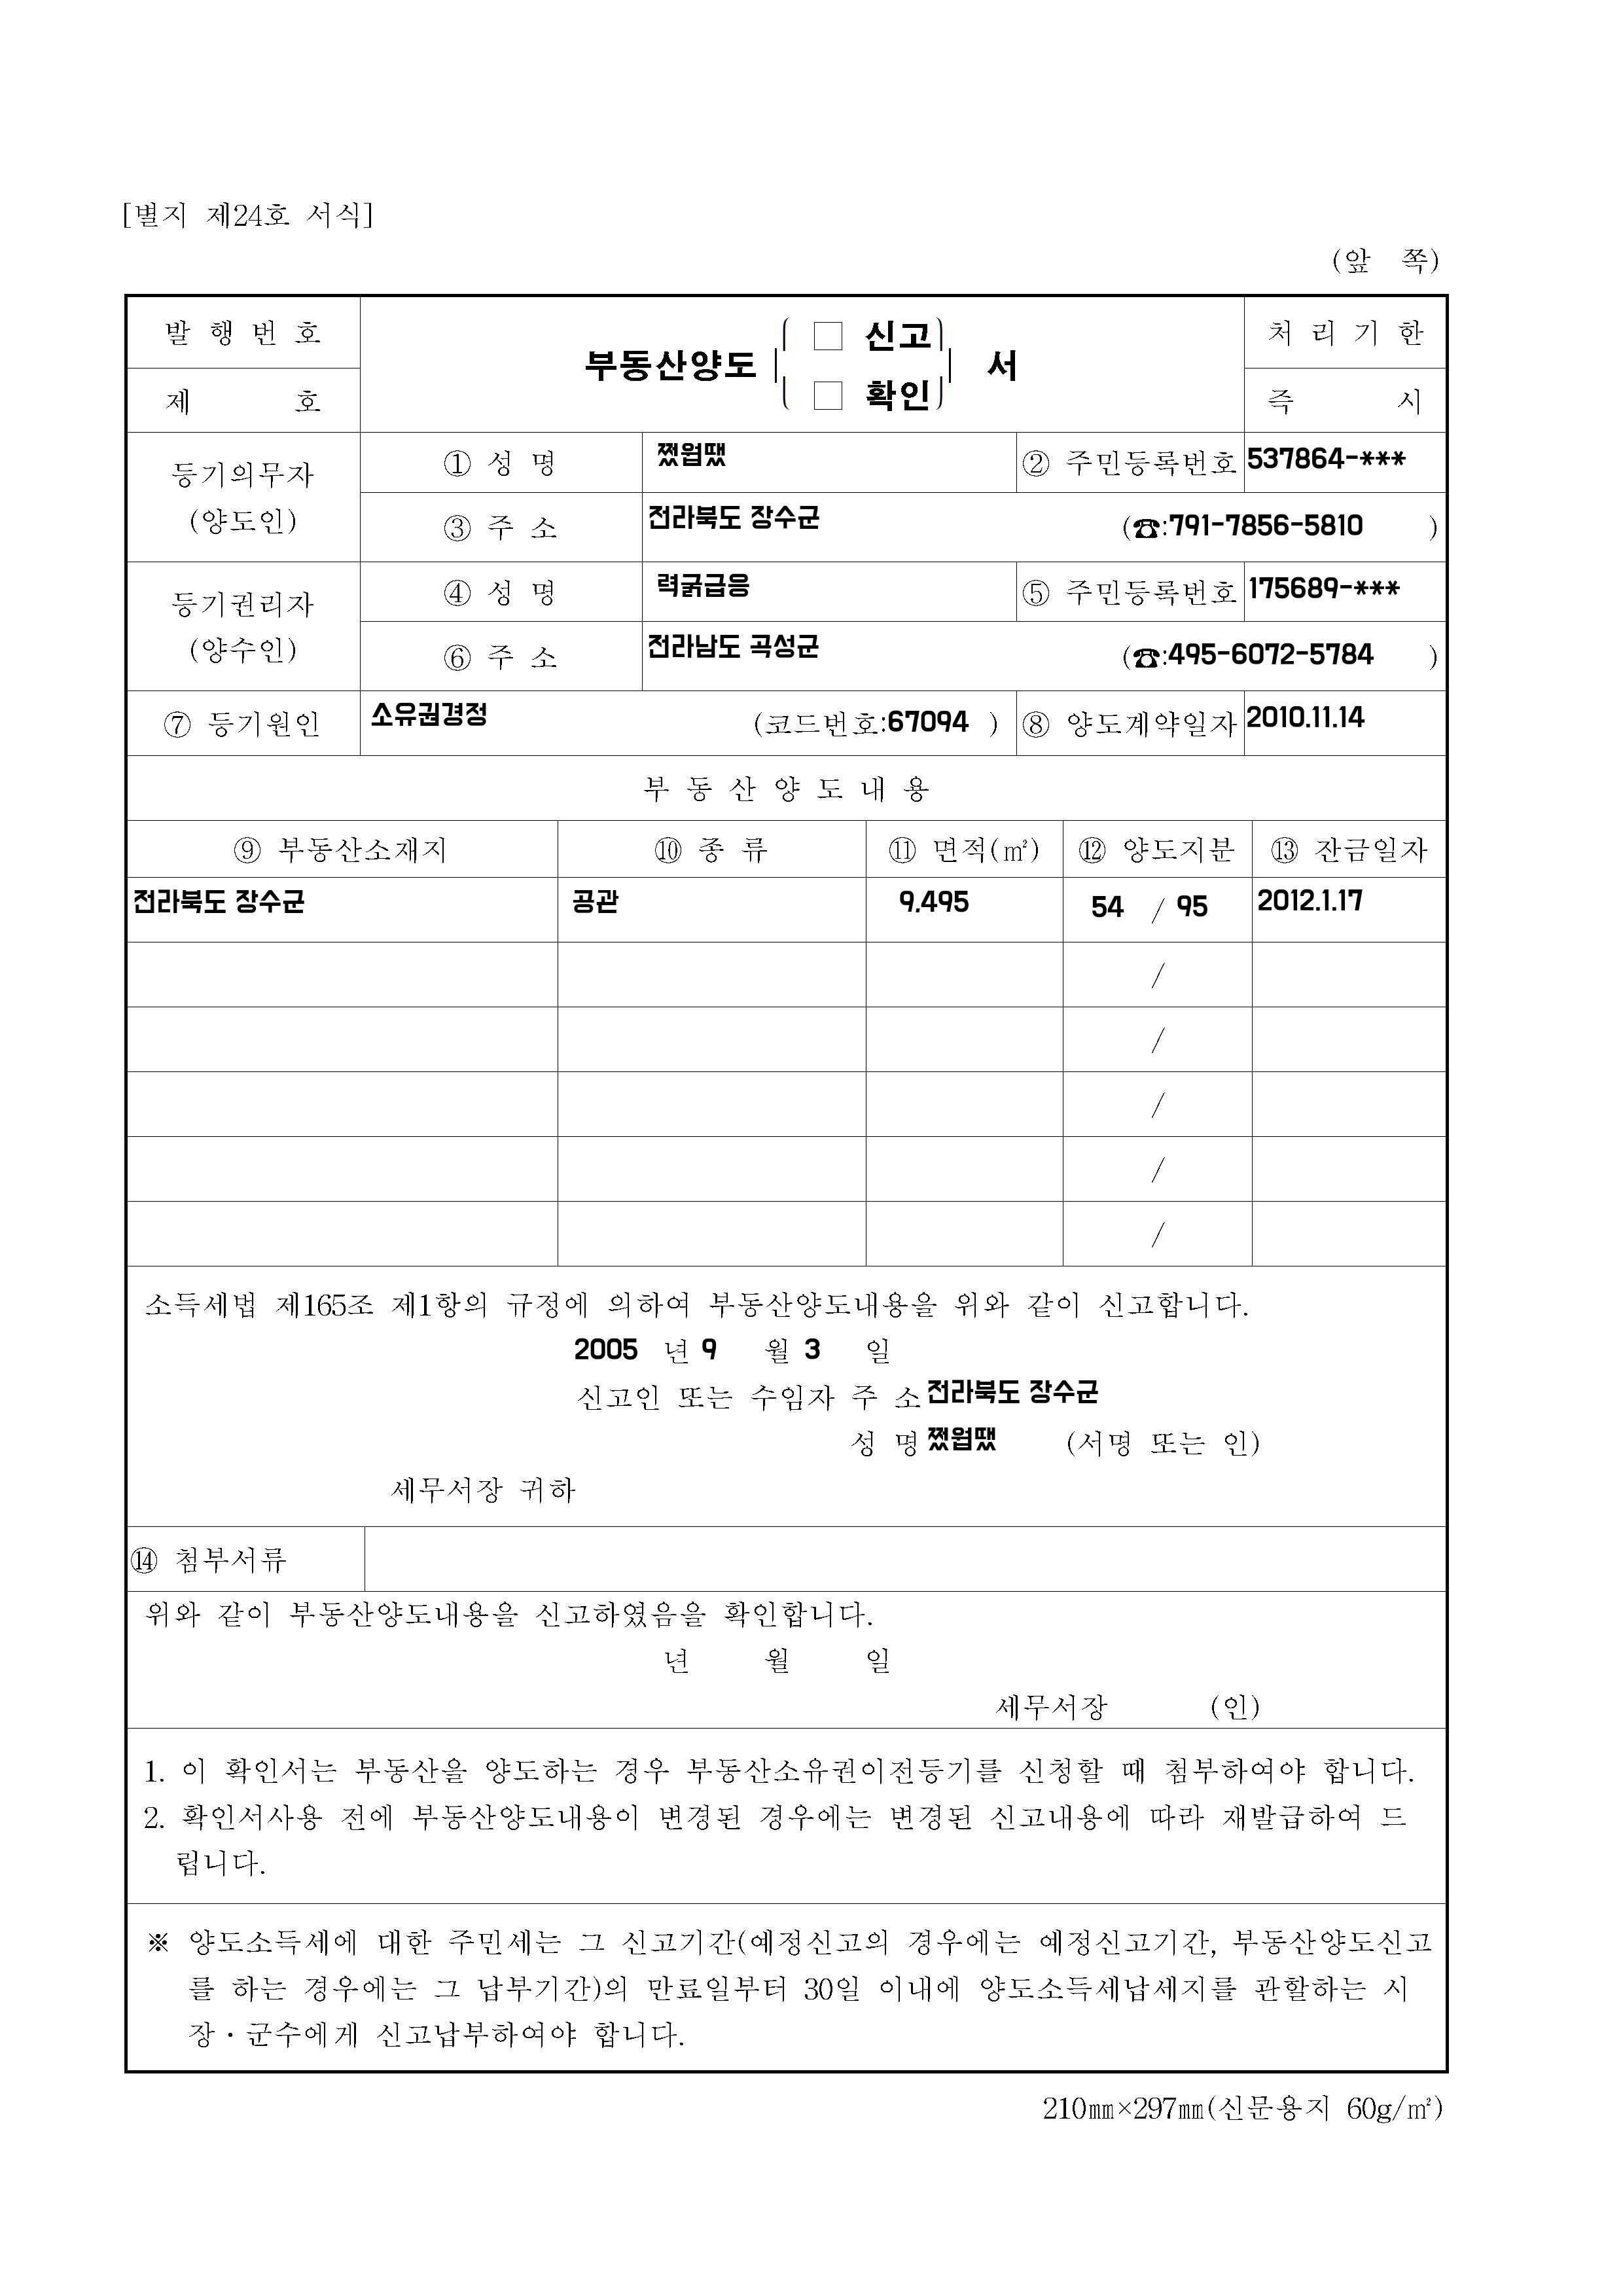 [별지 제24호 서식]
(앞 쪽)
발 행 번 호
제 호
부동산양도 □ 신고 □ 확인 서
처 리 기 한
즉 시
등기의무자
(양도인)
① 성 명 쩠웝땠 ② 주민등록번호 537864-***
③ 주 소 전라북도 장수군 (☎:791-7856-5810 )
등기권리자
(양수인)
④ 성 명 력굵급응 ⑤ 주민등록번호 175689-***
⑥ 주 소 전라남도 곡성군 (☎:495-6072-5784 )
⑦ 등기원인 소유권경정 (코드번호:67094 ) ⑧ 양도계약일자 2010.11.14
부 동 산 양 도 내 용
⑨ 부동산소재지 ⑩ 종 류 ⑪ 면적(㎡) ⑫ 양도지분 ⑬ 잔금일자
전라북도 장수군 공관 9.495 54 / 95 2012.1.17
/
/
/
/
/
소득세법 제165조 제1항의 규정에 의하여 부동산양도내용을 위와 같이 신고합니다.
2005 년 9 월 3 일
신고인 또는 수임자 주 소 전라북도 장수군
성 명 쩠웝땠 (서명 또는 인)
세무서장 귀하
⑭ 첨부서류
위와 같이 부동산양도내용을 신고하였음을 확인합니다.
년 월 일
세무서장 (인)
1. 이 확인서는 부동산을 양도하는 경우 부동산소유권이전등기를 신청할 때 첨부하여야 합니다.
2. 확인서사용 전에 부동산양도내용이 변경된 경우에는 변경된 신고내용에 따라 재발급하여 드
립니다.
※ 양도소득세에 대한 주민세는 그 신고기간(예정신고의 경우에는 예정신고기간, 부동산양도신고
를 하는 경우에는 그 납부기간)의 만료일부터 30일 이내에 양도소득세납세지를 관할하는 시
장·군수에게 신고납부하여야 합니다.
210㎜×297㎜(신문용지 60g/㎡)